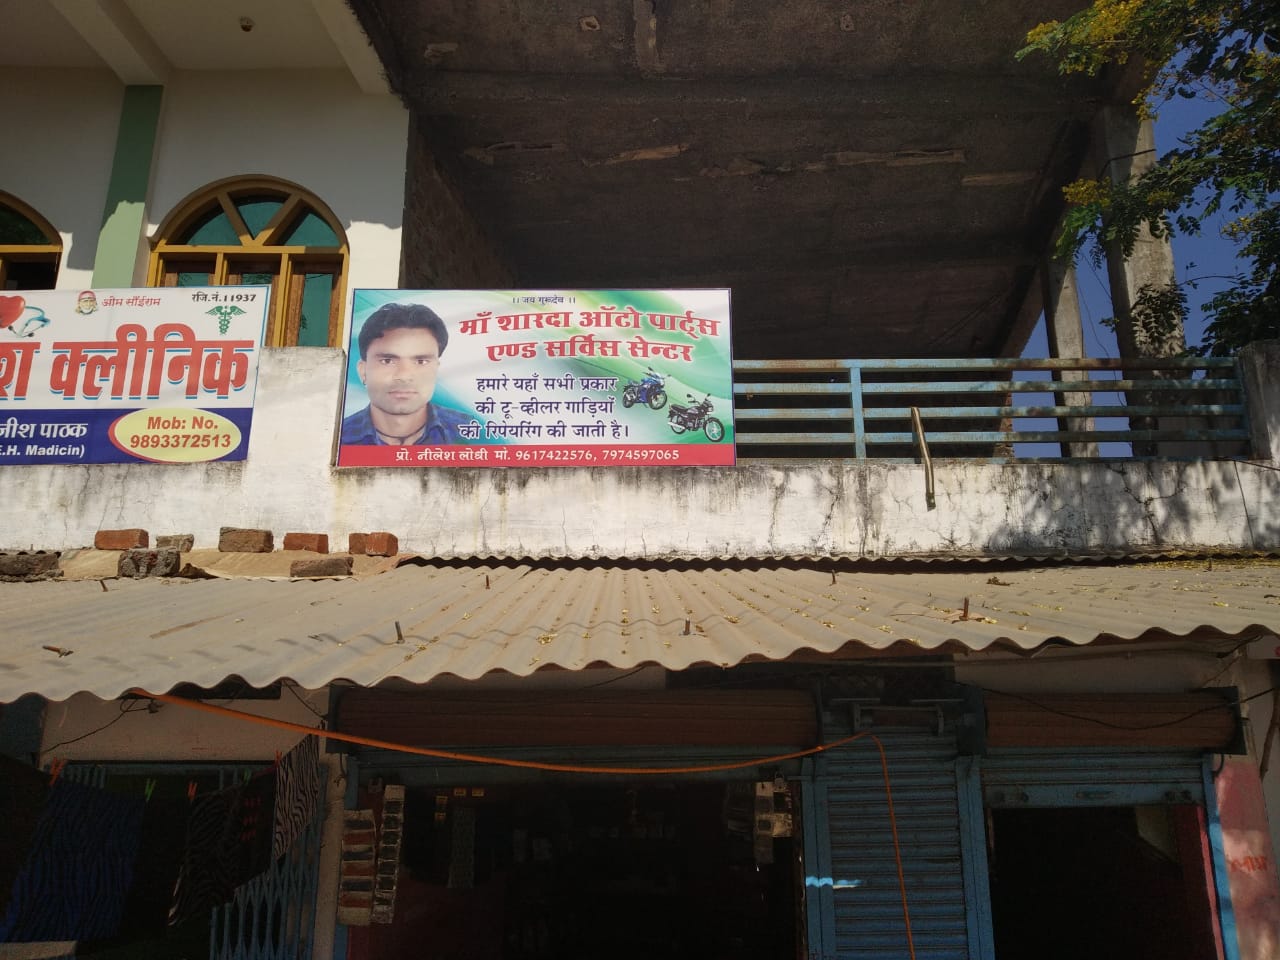 ओम साँईराम
रजि.नं.11937
क्लीनिक
पाठक
Mob: No.
9893372513
।। जय गुरूदेव ।।
माँ शारदा ऑटो पार्ट्स
एण्ड सर्विस सेन्टर
हमारे यहाँ सभी प्रकार
की टू-व्हीलर गाड़ियों
की रिपेयरिंग की जाती है।
प्रो. नीलेश लोधी मो. 9617422576, 7974597065